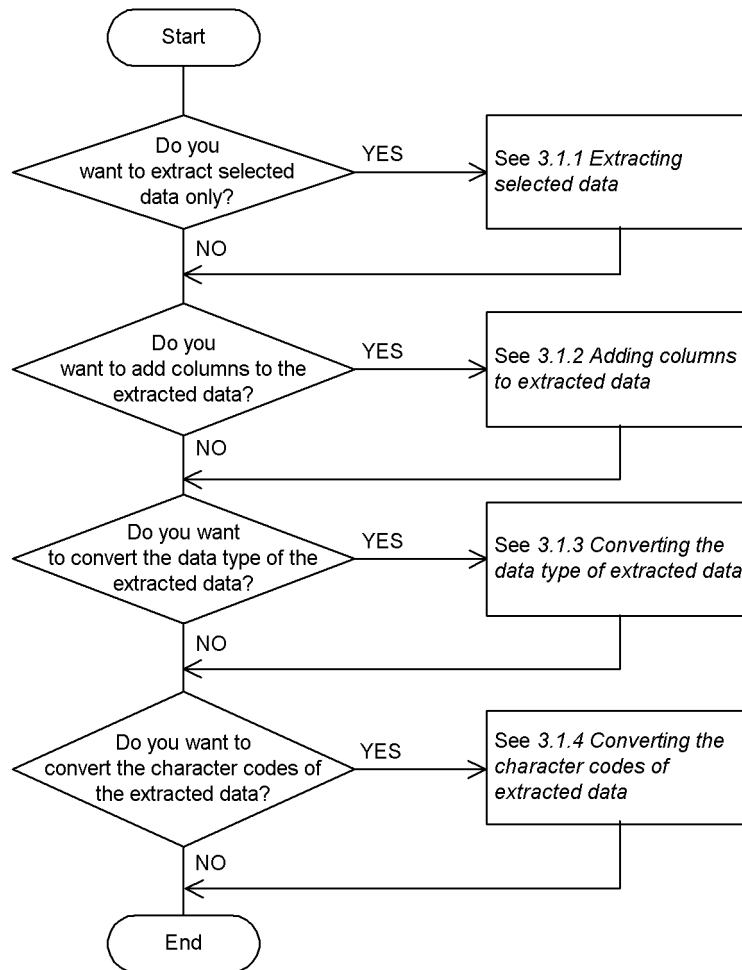 Start
Do you
want to extract selected
data only?
YES
See 3.1.1 Extracting
selected data
NO
Do you
want to add columns to the
extracted data?
YES
See 3.1.2 Adding columns
to extracted data
NO
Do you want
to convert the data type of the
extracted data?
YES
See 3.1.3 Converting the
data type of extracted data
NO
Do you want to
convert the character codes of
the extracted data?
YES
See 3.1.4 Converting the
character codes of
extracted data
NO
End